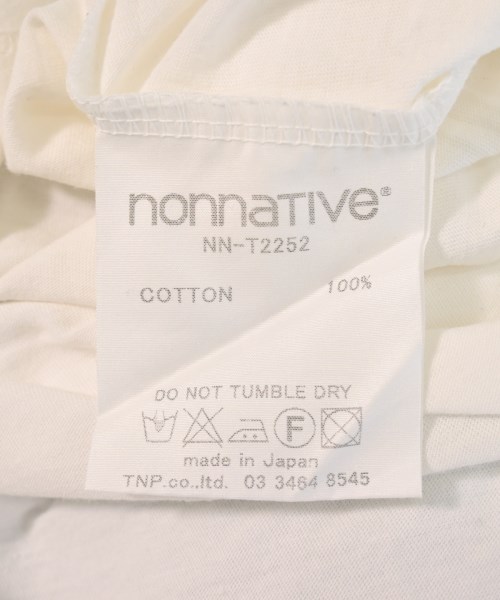 nonnaTIVe®
NN-T2252
COTTON 100%
DO NOT TUMBLE DRY
F
made in Japan
TNP.co.,ltd. 03 3464 8545